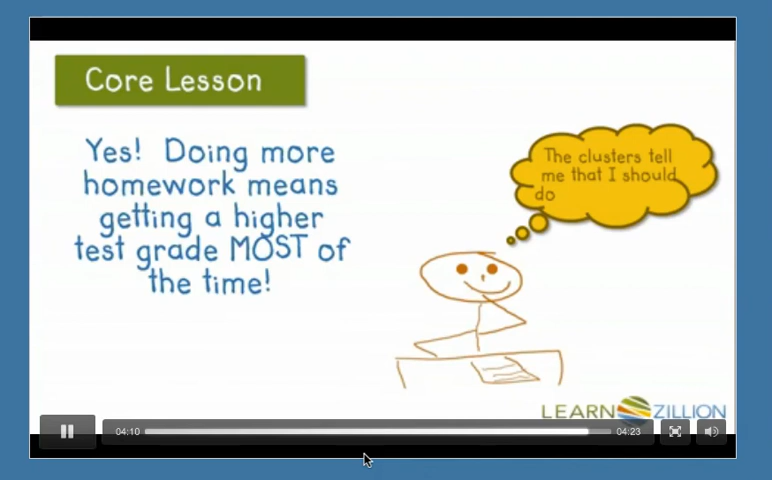 Core Lesson
Yes! Doing more
homework means
getting a higher
test grade MOST of
the time!
The clusters tell
me that I should
do
LEARN ZILLION
04:10
04:23